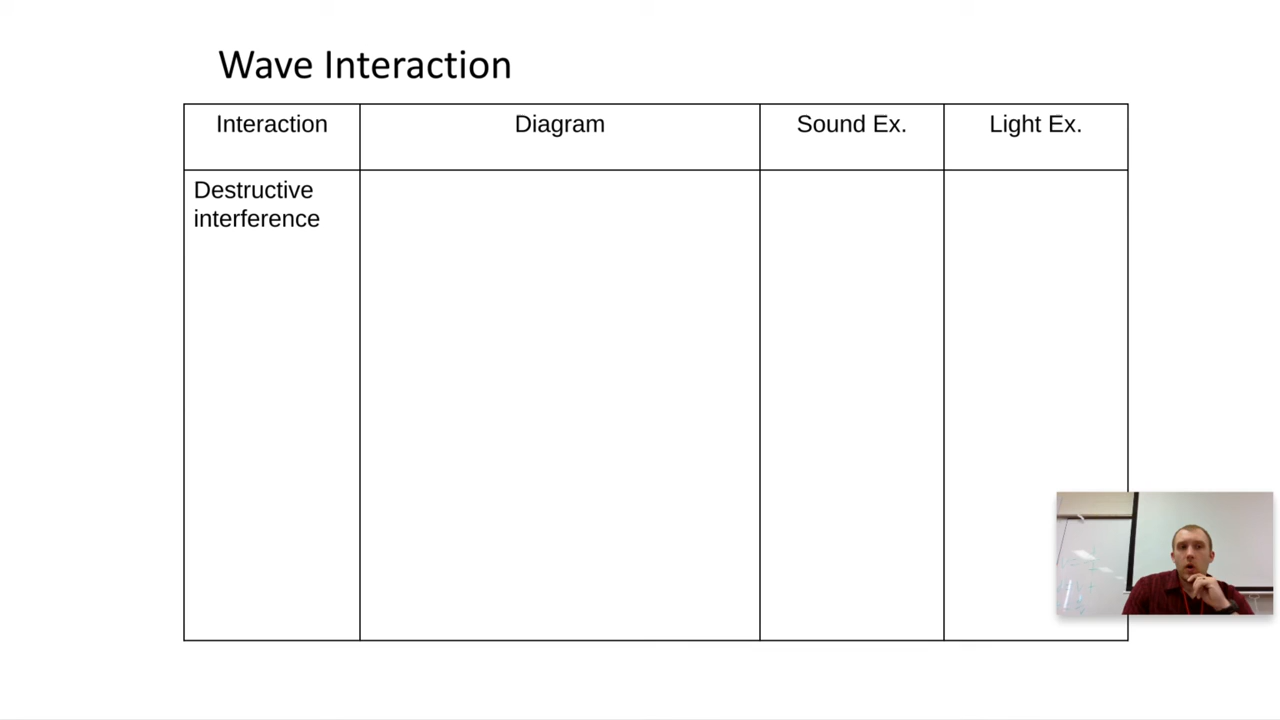 Wave Interaction
Interaction
Diagram
Sound Ex.
Light Ex.
Destructive
interference